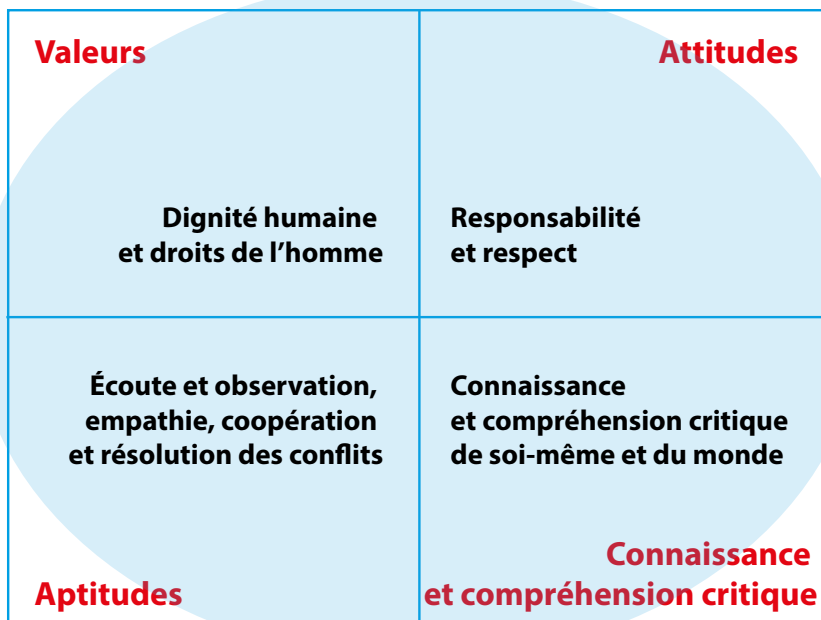 Valeurs
Attitudes
Dignité humaine
et droits de l’homme
Responsabilité
et respect
Écoute et observation,
empathie, coopération
et résolution des conflits
Connaissance
et compréhension critique
de soi-même et du monde
Aptitudes
Connaissance
et compréhension critique